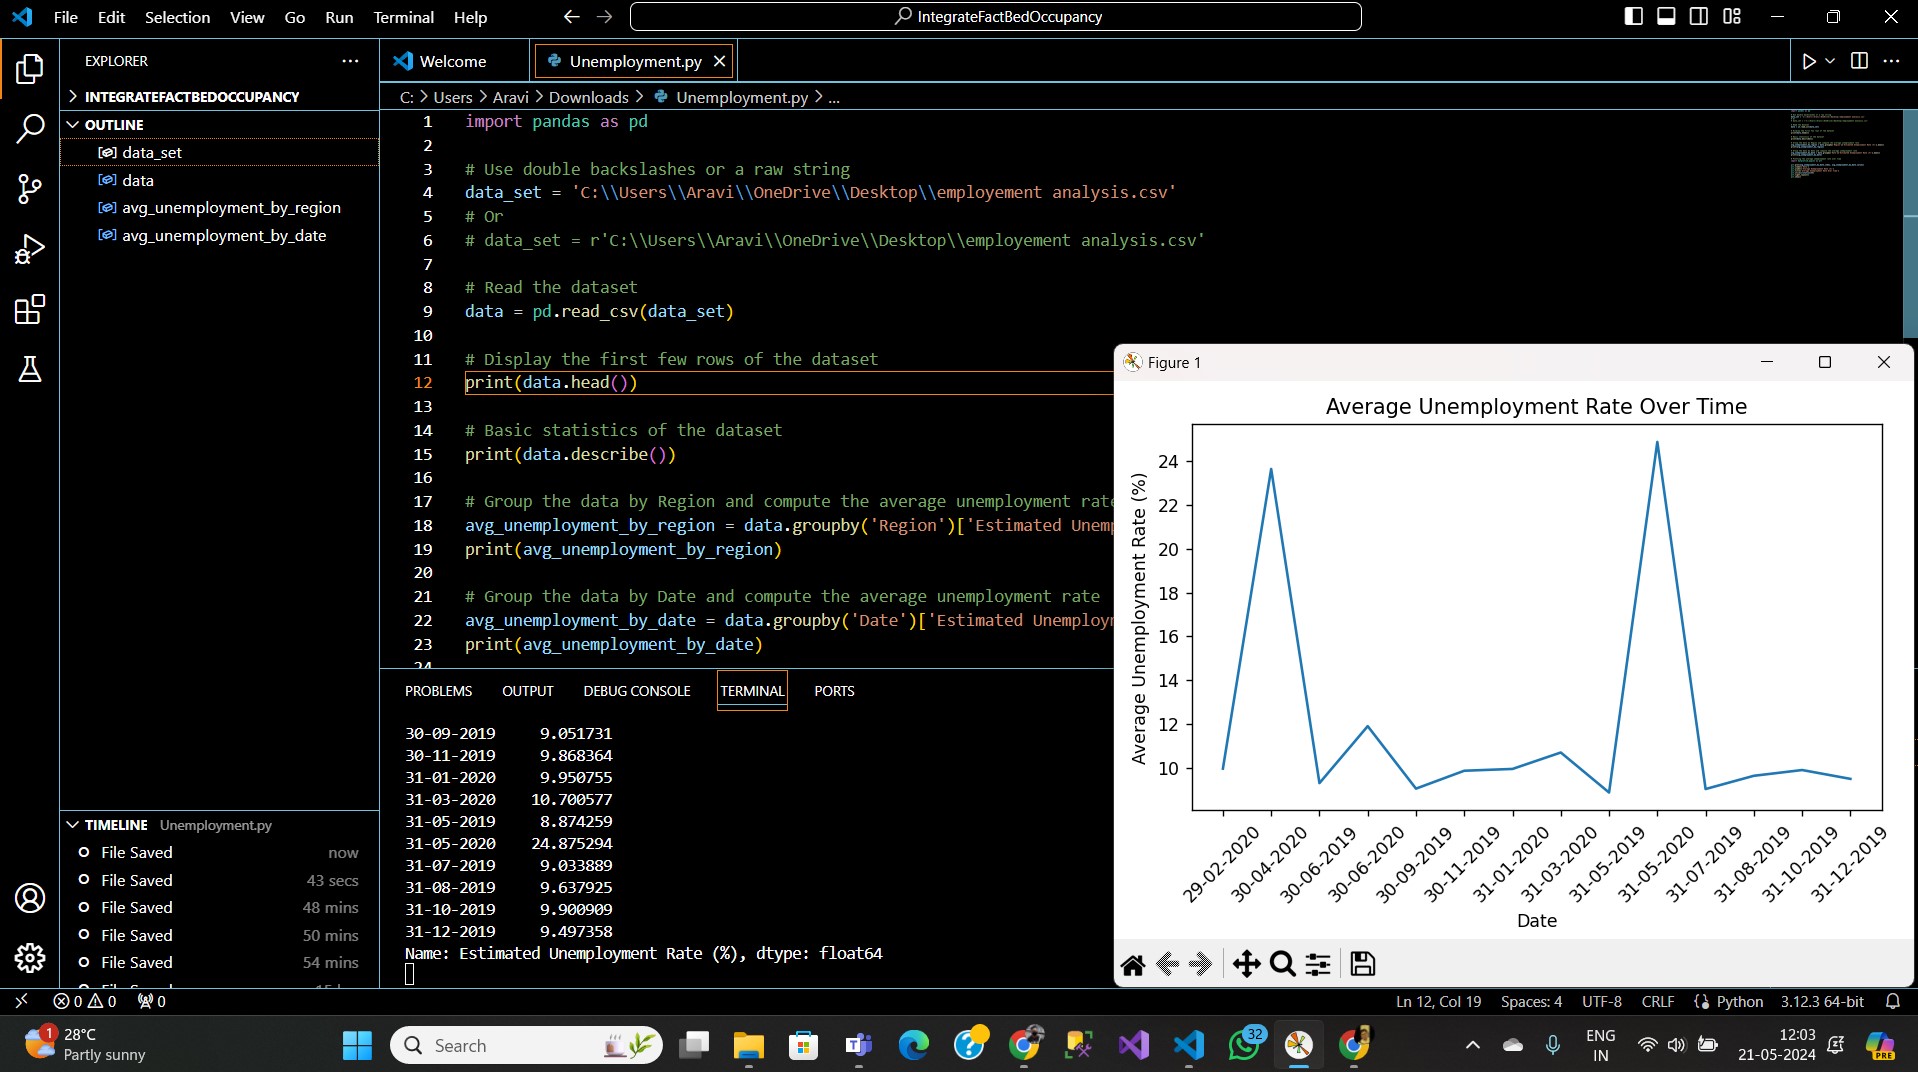 File Edit Selection View Go Run Terminal Help
IntegrateFactBedOccupancy
EXPLORER
INTEGRATEFACTBEDOCCUPANCY
OUTLINE
data_set
data
avg_unemployment_by_region
avg_unemployment_by_date
TIMELINE Unemployment.py
File Saved now
File Saved 43 secs
File Saved 48 mins
File Saved 50 mins
File Saved 54 mins
Welcome
Unemployment.py
C: > Users > Aravi > Downloads > Unemployment.py > ...
1 import pandas as pd
2
3 # Use double backslashes or a raw string
4 data_set = 'C:\\Users\\Aravi\\OneDrive\\Desktop\\employement analysis.csv'
5 # Or
6 # data_set = r'C:\\Users\\Aravi\\OneDrive\\Desktop\\employement analysis.csv'
7
8 # Read the dataset
9 data = pd.read_csv(data_set)
10
11 # Display the first few rows of the dataset
12 print(data.head())
13
14 # Basic statistics of the dataset
15 print(data.describe())
16
17 # Group the data by Region and compute the average unemployment rate
18 avg_unemployment_by_region = data.groupby('Region')['Estimated Unemp
19 print(avg_unemployment_by_region)
20
21 # Group the data by Date and compute the average unemployment rate
22 avg_unemployment_by_date = data.groupby('Date')['Estimated Unemploym
23 print(avg_unemployment_by_date)
24
PROBLEMS OUTPUT DEBUG CONSOLE TERMINAL PORTS
30-09-2019 9.051731
30-11-2019 9.868364
31-01-2020 9.950755
31-03-2020 10.700577
31-05-2019 8.874259
31-05-2020 24.875294
31-07-2019 9.033889
31-08-2019 9.637925
31-10-2019 9.900909
31-12-2019 9.497358
Name: Estimated Unemployment Rate (%), dtype: float64
Figure 1
Average Unemployment Rate Over Time
Average Unemployment Rate (%)
24
22
20
18
16
14
12
10
29-02-2020
30-04-2020
30-06-2019
30-06-2020
30-09-2019
30-11-2019
31-01-2020
31-03-2020
31-05-2019
31-05-2020
31-07-2019
31-08-2019
31-10-2019
31-12-2019
Date
0 0 0
Ln 12, Col 19 Spaces: 4 UTF-8 CRLF Python 3.12.3 64-bit
1
28°C
Partly sunny
Search
32
PRE
ENG
IN
12:03
21-05-2024